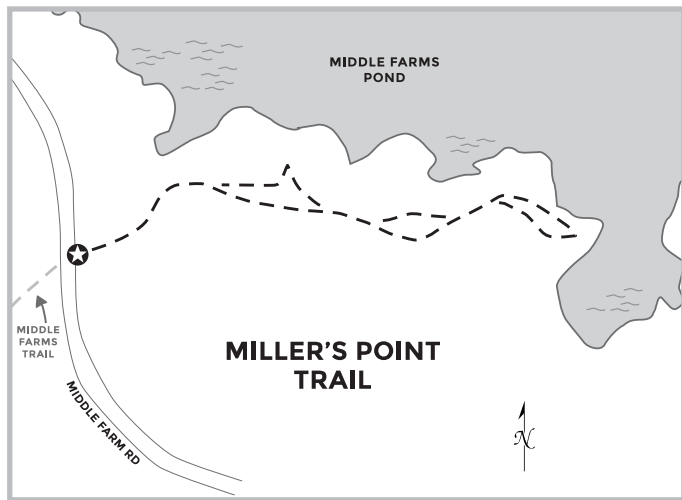 MIDDLE FARMS
POND
MIDDLE
FARMS
TRAIL
MILLER'S POINT
TRAIL
MIDDLE FARM RD
N